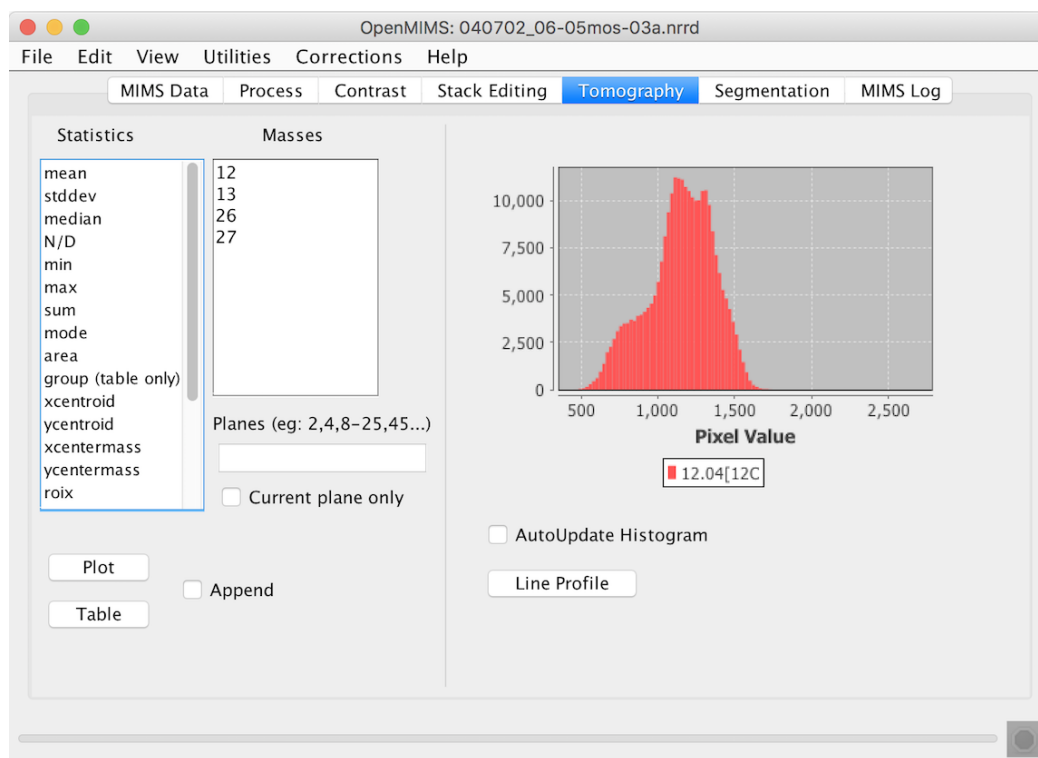 OpenMIMS: 040702_06-05mos-03a.nrrd
File Edit View Utilities Corrections Help
MIMS Data Process Contrast Stack Editing Tomography Segmentation MIMS Log
Statistics
mean
stddev
median
N/D
min
max
sum
mode
area
group (table only)
xcentroid
ycentroid
xcentermass
ycentermass
roix
Masses
12
13
26
27
Planes (eg: 2,4,8-25,45...)
Current plane only
Plot
Append
Table
10,000
7,500
5,000
2,500
0
500 1,000 1,500 2,000 2,500
Pixel Value
12.04[12C
AutoUpdate Histogram
Line Profile